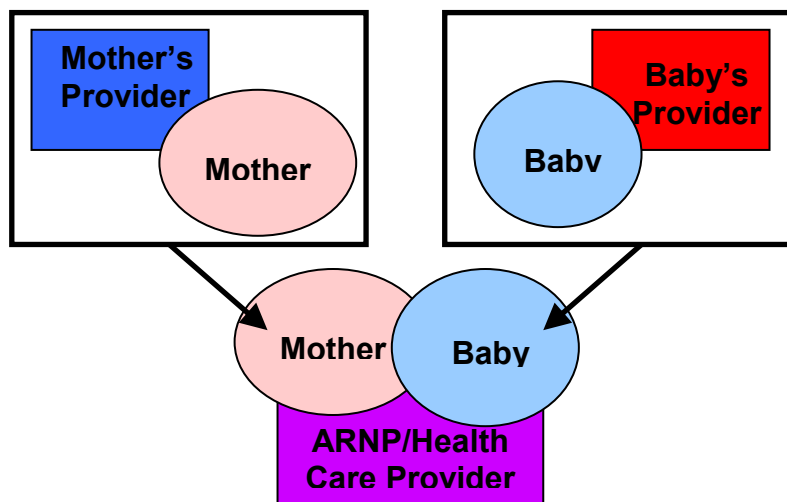 Mother's
Provider
Mother
Baby's
Provider
Baby
Mother
Baby
ARNP/Health
Care Provider